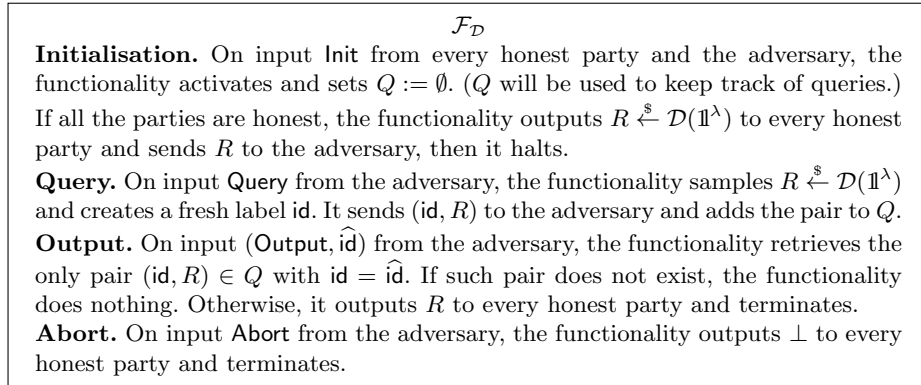 𝓕_𝓓
Initialisation. On input Init from every honest party and the adversary, the
functionality activates and sets Q := ∅. (Q will be used to keep track of queries.)
If all the parties are honest, the functionality outputs R ←$ 𝓓(𝟙^λ) to every honest
party and sends R to the adversary, then it halts.
Query. On input Query from the adversary, the functionality samples R ←$ 𝓓(𝟙^λ)
and creates a fresh label id. It sends (id, R) to the adversary and adds the pair to Q.
Output. On input (Output, îd) from the adversary, the functionality retrieves the
only pair (id, R) ∈ Q with id = îd. If such pair does not exist, the functionality
does nothing. Otherwise, it outputs R to every honest party and terminates.
Abort. On input Abort from the adversary, the functionality outputs ⊥ to every
honest party and terminates.